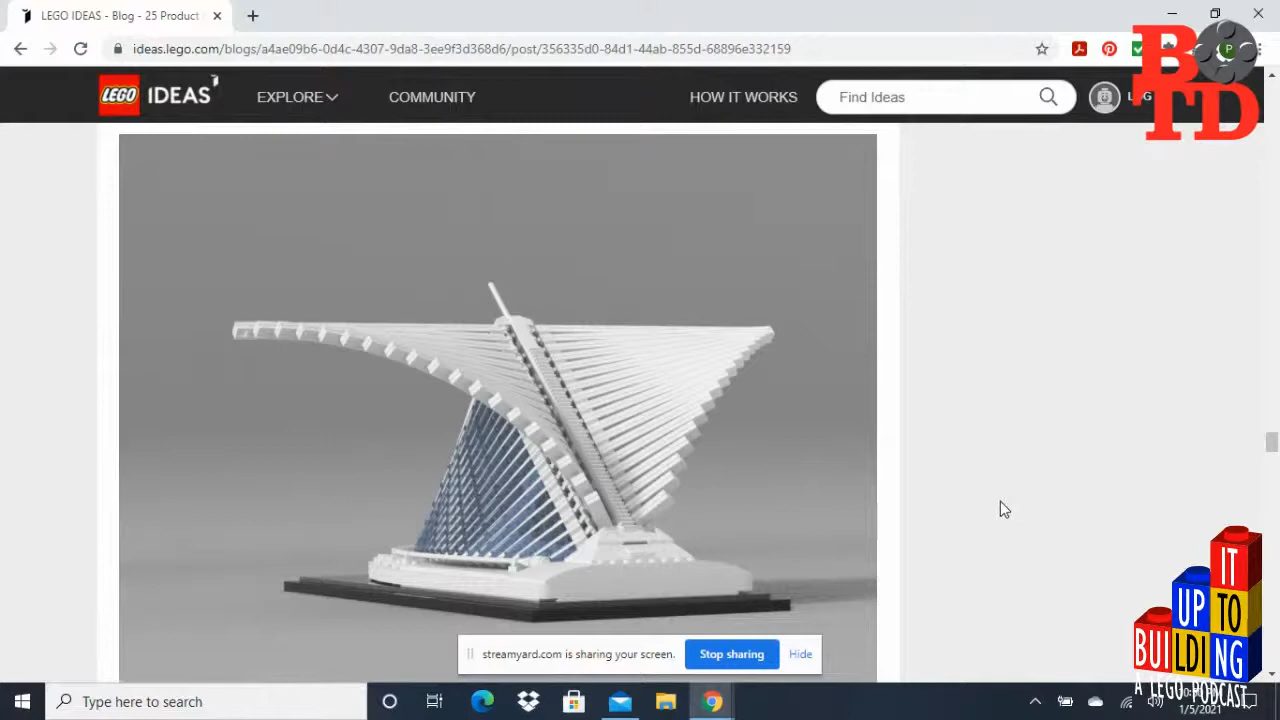 LEGO IDEAS - Blog - 25 Product
ideas.lego.com/blogs/a4ae09b6-0d4c-4307-9da8-3ee9f3d368d6/post/356335d0-84d1-44ab-855d-68896e332159
P
BTD
LEGO IDEAS EXPLORE COMMUNITY HOW IT WORKS Find Ideas
streamyard.com is sharing your screen. Stop sharing Hide
BUILDING
UP
IT
TO
A LEGO PODCAST
Type here to search
1/5/2021